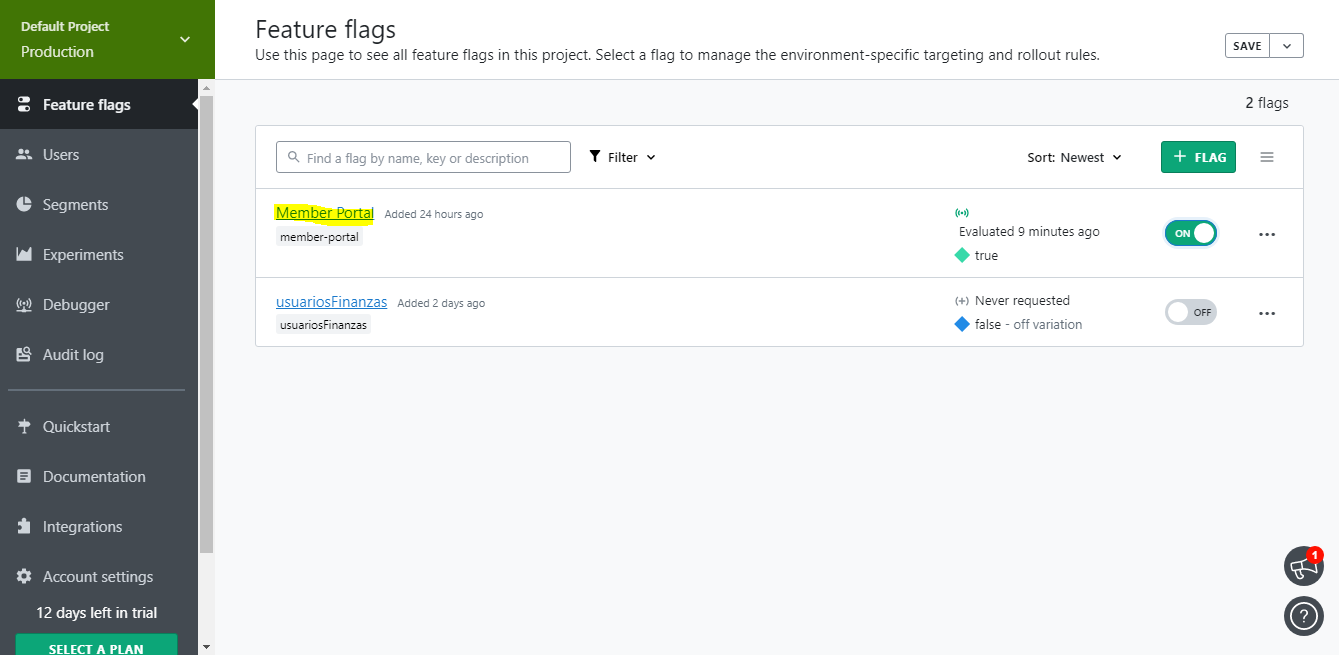 Default Project
Production
Feature flags
Users
Segments
Experiments
Debugger
Audit log
Quickstart
Documentation
Integrations
Account settings
12 days left in trial
SELECT A PLAN
Feature flags
Use this page to see all feature flags in this project. Select a flag to manage the environment-specific targeting and rollout rules.
SAVE
2 flags
Find a flag by name, key or description
Filter
Sort: Newest
+ FLAG
Member Portal Added 24 hours ago
member-portal
Evaluated 9 minutes ago
true
ON
usuariosFinanzas Added 2 days ago
usuariosFinanzas
Never requested
false - off variation
OFF
1
?